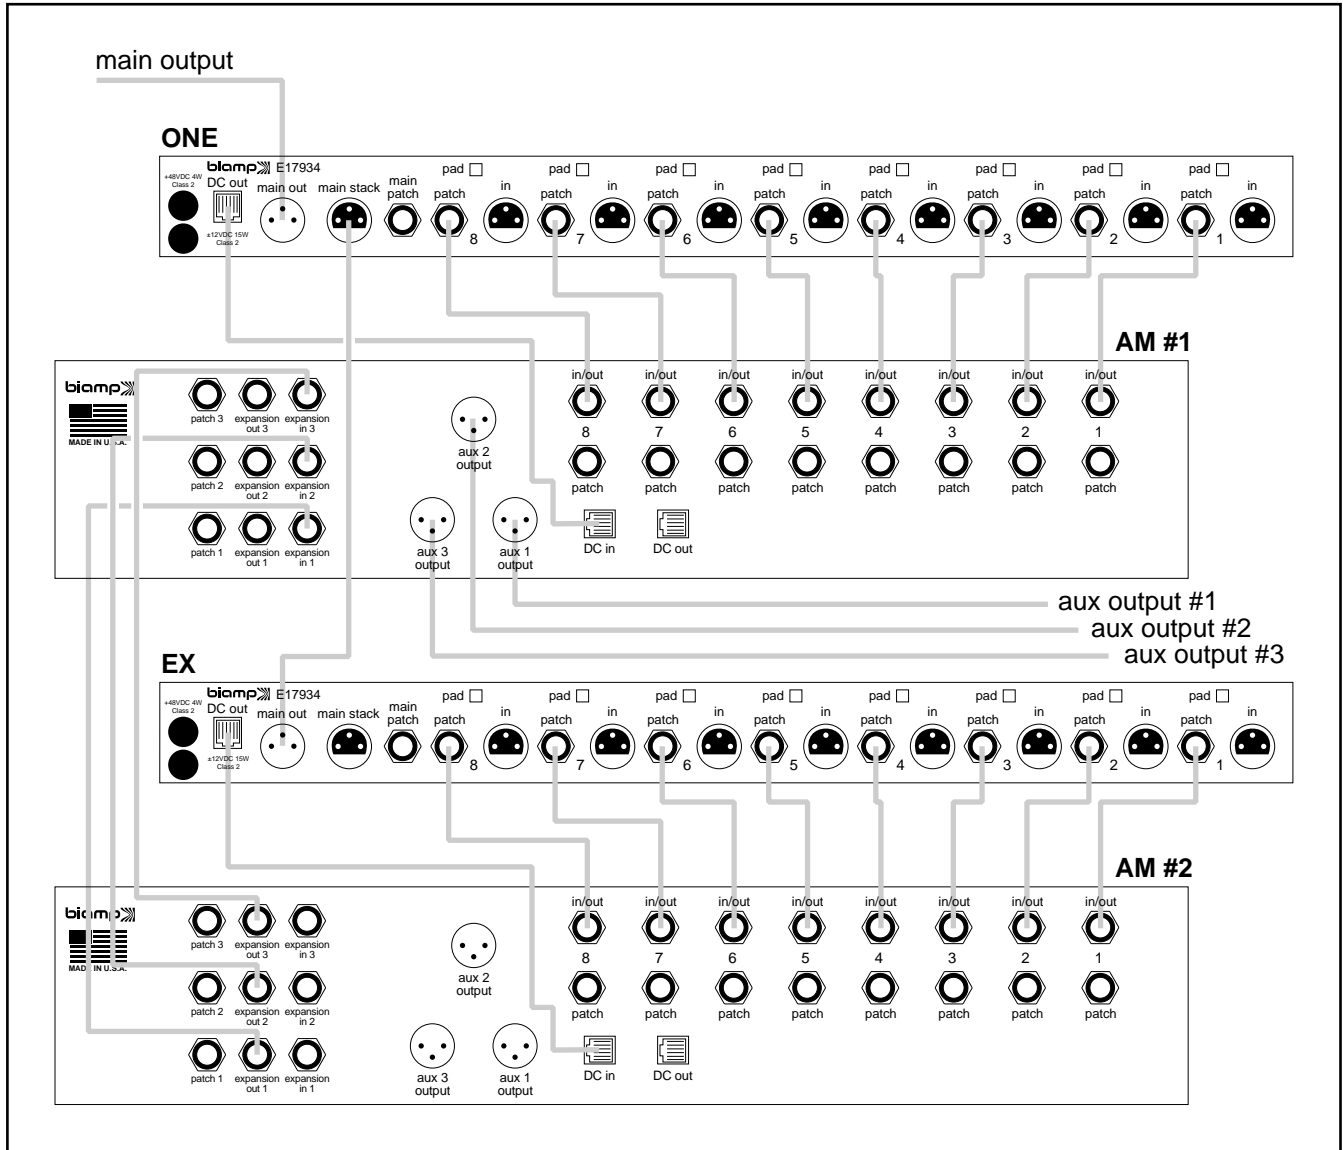 main output
ONE
+48VDC 4W
Class 2
biamp E17934
DC out
±12VDC 15W
Class 2
main out
main stack
main
patch
pad pad pad pad pad pad pad pad
patch in patch in patch in patch in patch in patch in patch in patch in
8 7 6 5 4 3 2 1
AM #1
biamp
MADE IN U.S.A.
patch 3
expansion
out 3
expansion
in 3
patch 2
expansion
out 2
expansion
in 2
patch 1
expansion
out 1
expansion
in 1
aux 2
output
aux 3
output
aux 1
output
in/out in/out in/out in/out in/out in/out in/out in/out
8 7 6 5 4 3 2 1
patch patch patch patch patch patch patch patch
DC in
DC out
aux output #1
aux output #2
aux output #3
EX
+48VDC 4W
Class 2
biamp E17934
DC out
±12VDC 15W
Class 2
main out
main stack
main
patch
pad pad pad pad pad pad pad pad
patch in patch in patch in patch in patch in patch in patch in patch in
8 7 6 5 4 3 2 1
AM #2
biamp
MADE IN U.S.A.
patch 3
expansion
out 3
expansion
in 3
patch 2
expansion
out 2
expansion
in 2
patch 1
expansion
out 1
expansion
in 1
aux 2
output
aux 3
output
aux 1
output
in/out in/out in/out in/out in/out in/out in/out in/out
8 7 6 5 4 3 2 1
patch patch patch patch patch patch patch patch
DC in
DC out